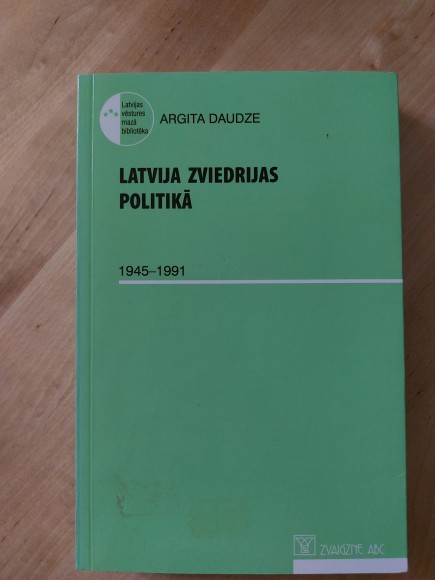 Latvijas
vēstures
mazā
bibliotēka
ARGITA DAUDZE
LATVIJA ZVIEDRIJAS
POLITIKĀ
1945–1991
ZVAIGZNE ABC